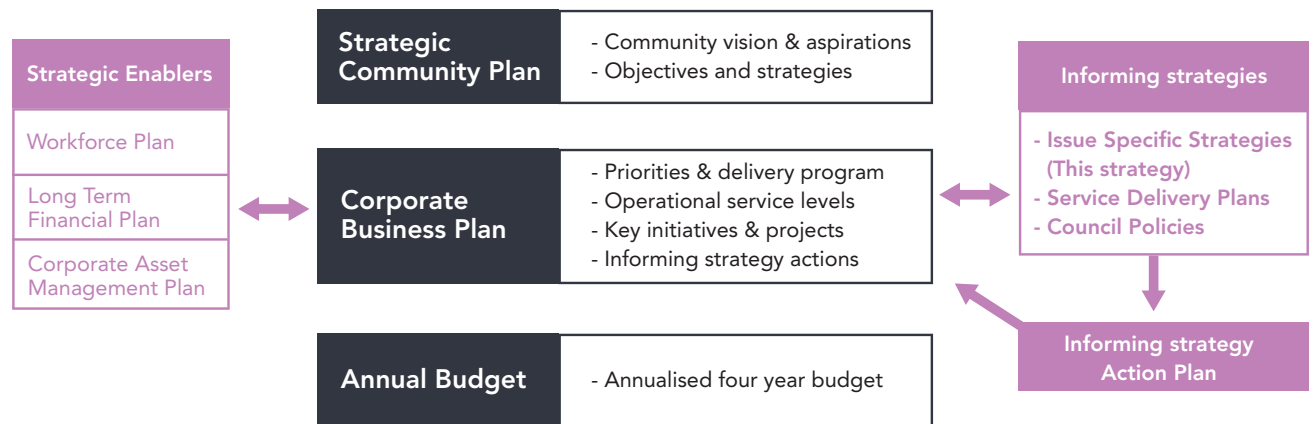 Strategic Enablers
Workforce Plan
Long Term
Financial Plan
Corporate Asset
Management Plan
Strategic
Community Plan
- Community vision & aspirations
- Objectives and strategies
Corporate
Business Plan
- Priorities & delivery program
- Operational service levels
- Key initiatives & projects
- Informing strategy actions
Annual Budget
- Annualised four year budget
Informing strategies
- Issue Specific Strategies
(This strategy)
- Service Delivery Plans
- Council Policies
Informing strategy
Action Plan